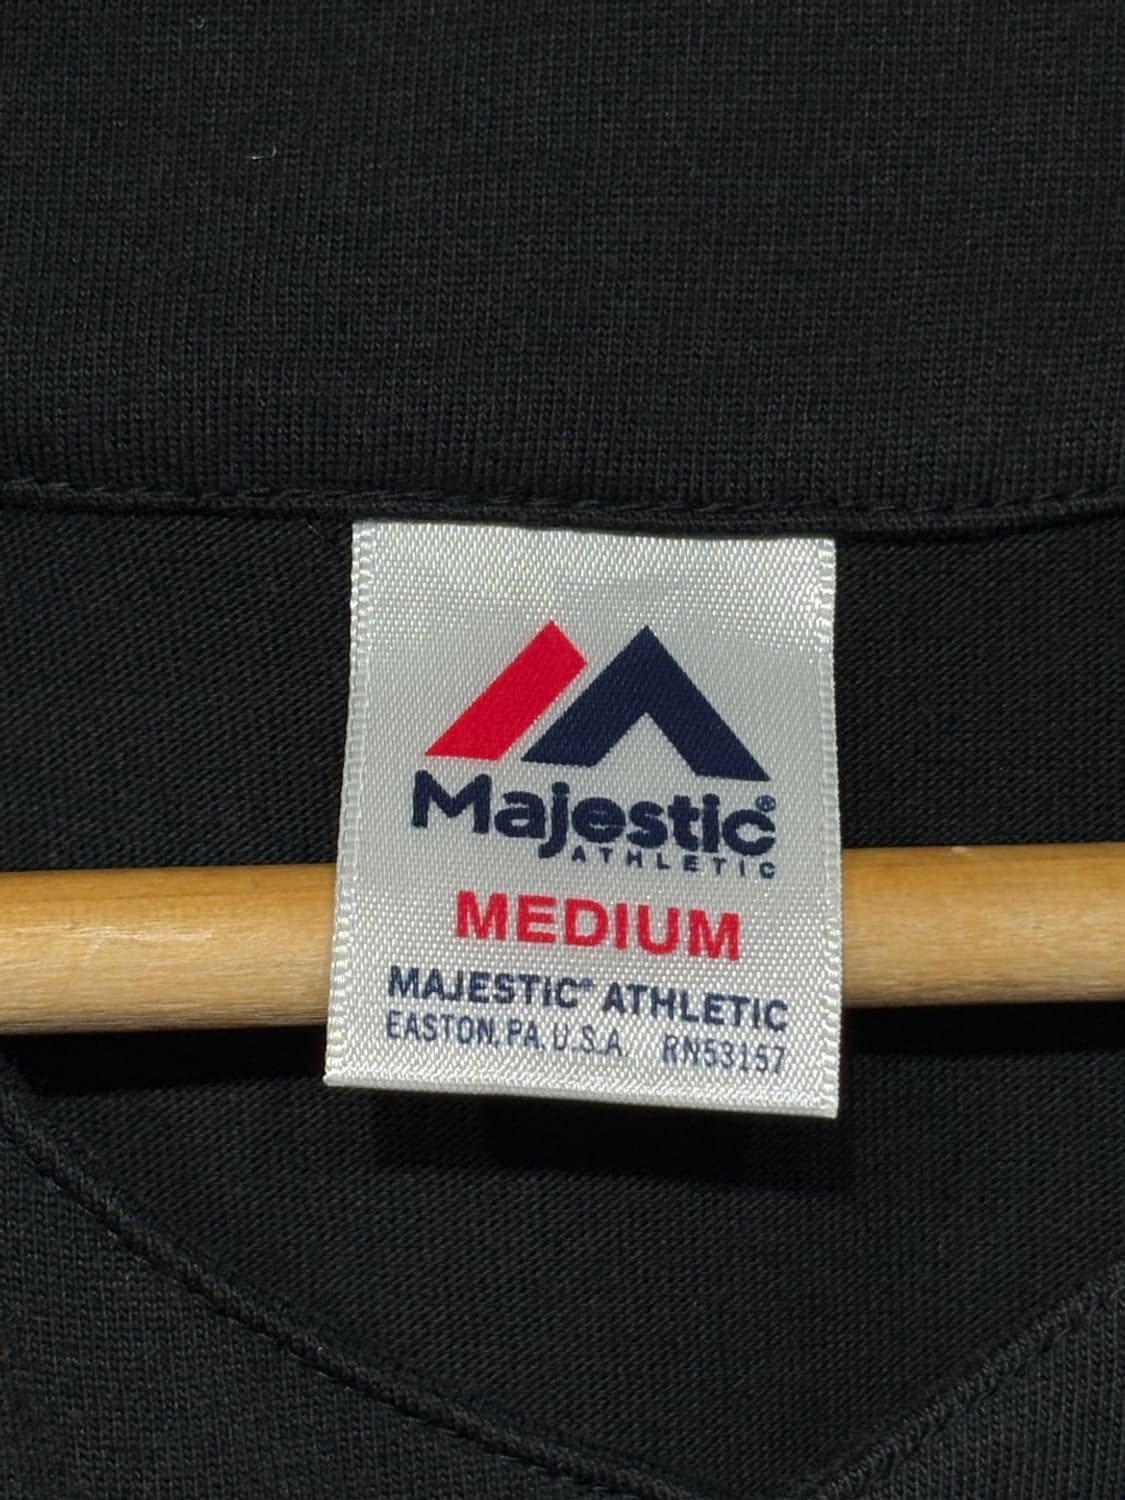 Majestic®
ATHLETIC
MEDIUM
MAJESTIC® ATHLETIC
EASTON, PA. U.S.A. RN53157